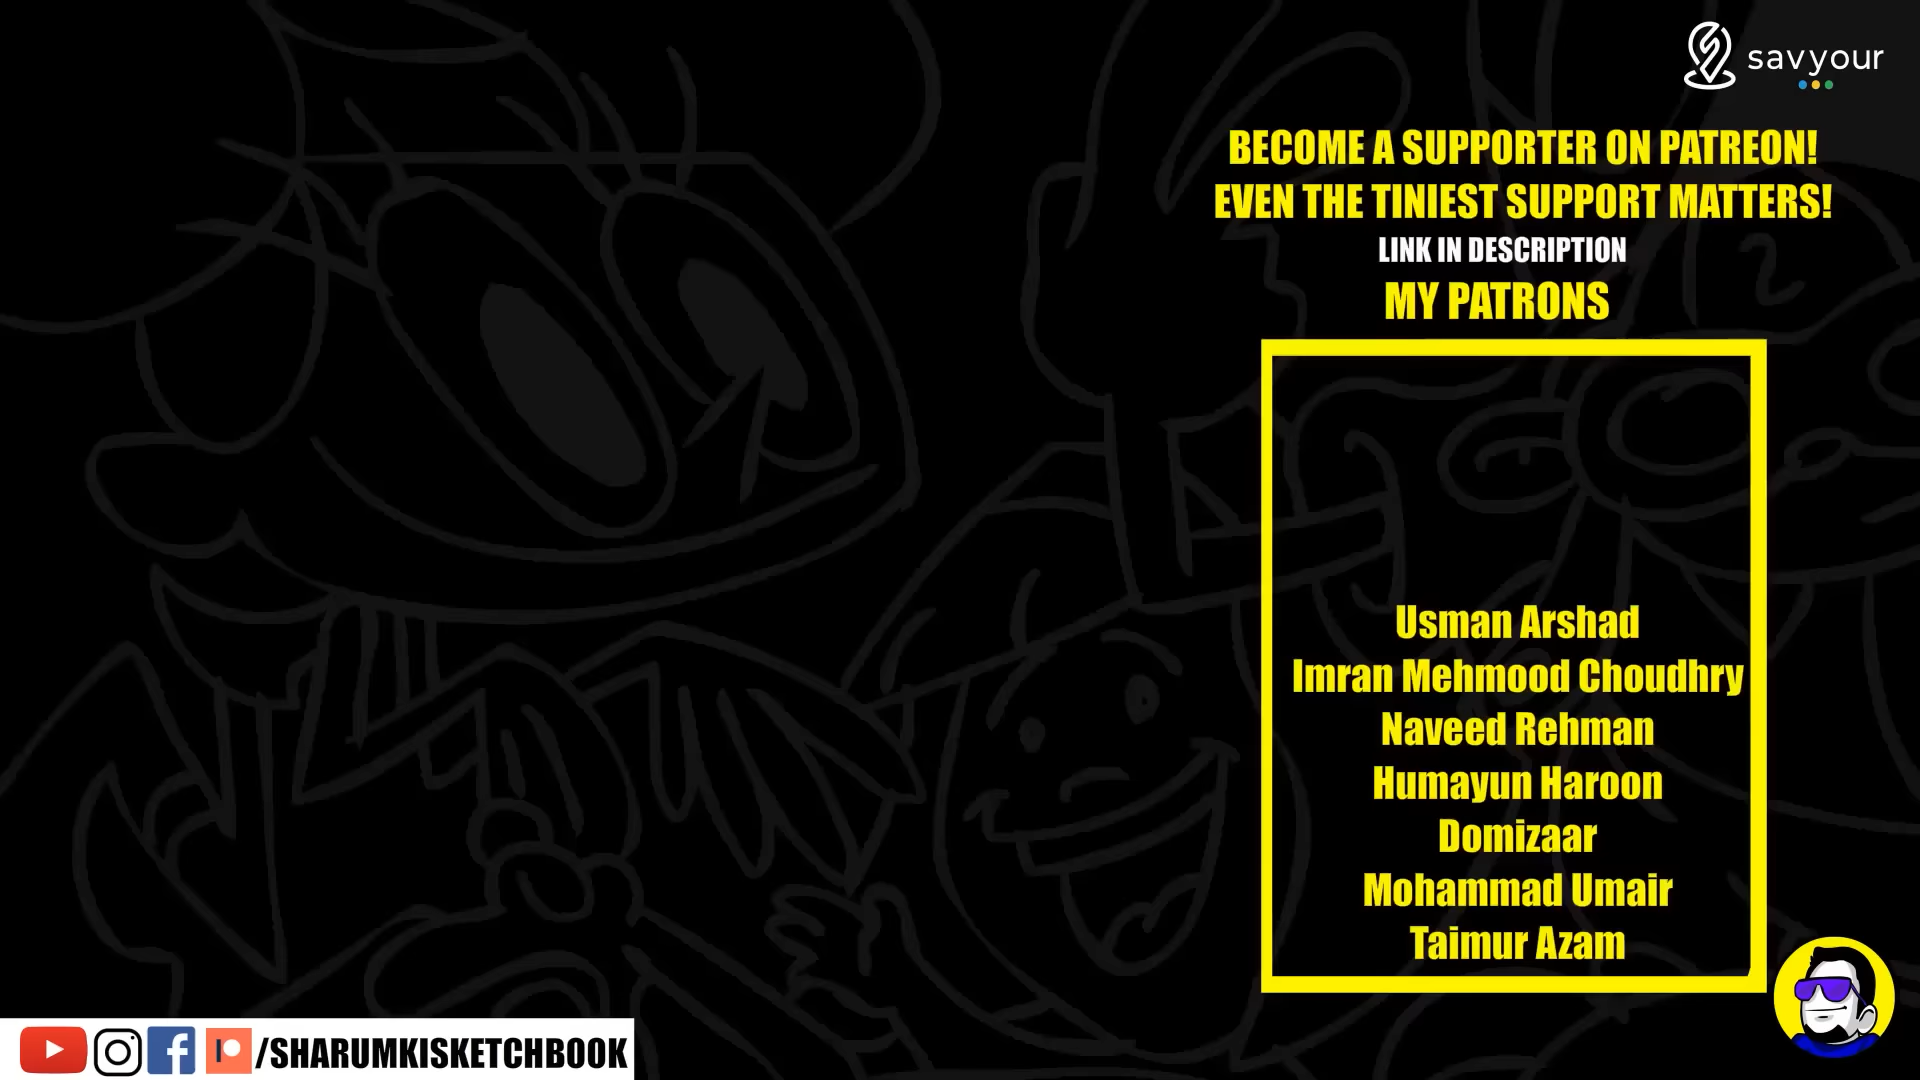 savyour
BECOME A SUPPORTER ON PATREON!
EVEN THE TINIEST SUPPORT MATTERS!
LINK IN DESCRIPTION
MY PATRONS
Usman Arshad
Imran Mehmood Choudhry
Naveed Rehman
Humayun Haroon
Domizaar
Mohammad Umair
Taimur Azam
/SHARUMKISKETCHBOOK